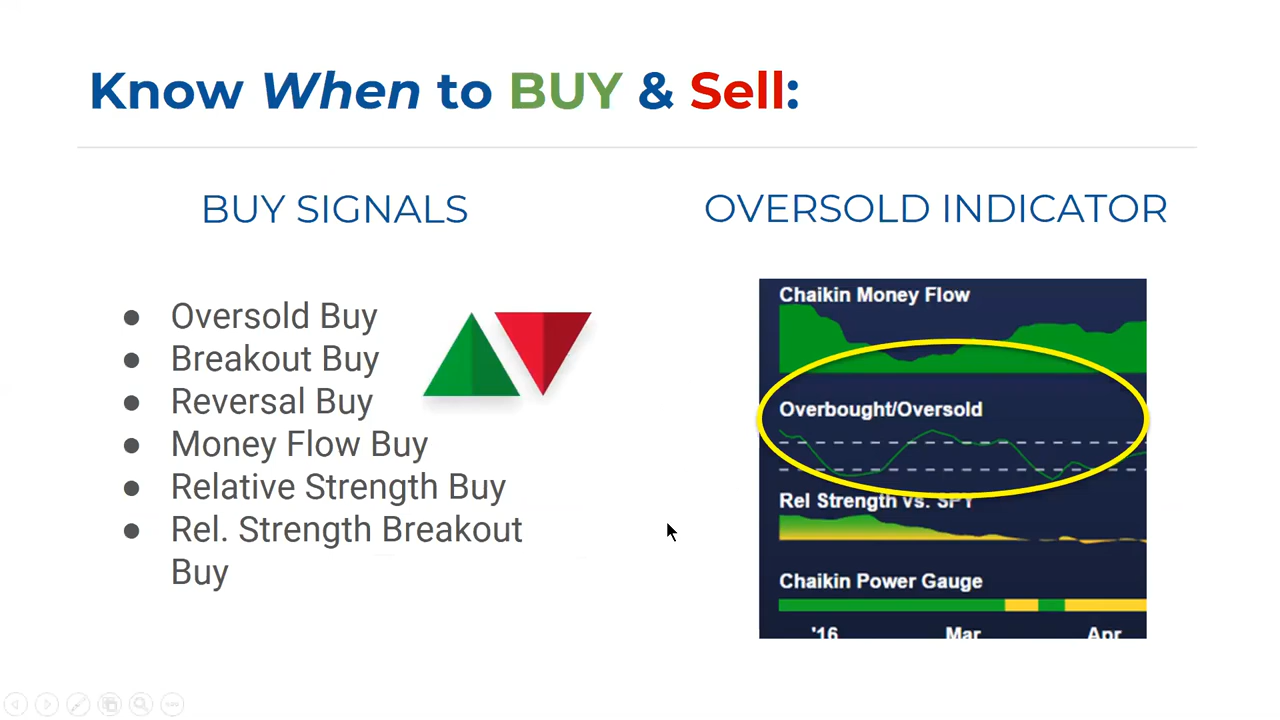 Know When to BUY & Sell:
BUY SIGNALS
● Oversold Buy
● Breakout Buy
● Reversal Buy
● Money Flow Buy
● Relative Strength Buy
● Rel. Strength Breakout
Buy
OVERSOLD INDICATOR
Chaikin Money Flow
Overbought/Oversold
Rel Strength vs. SPY
Chaikin Power Gauge
'16 Mar Apr